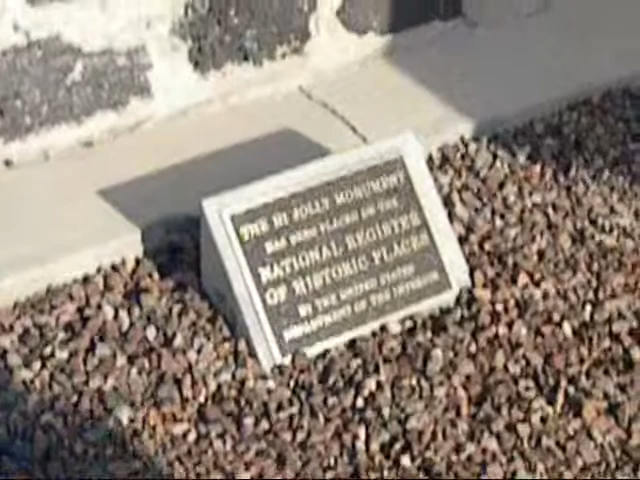 THE HI JOLLY MONUMENT
HAS BEEN PLACED ON THE
NATIONAL REGISTER
OF HISTORIC PLACES
BY THE UNITED STATES
DEPARTMENT OF THE INTERIOR